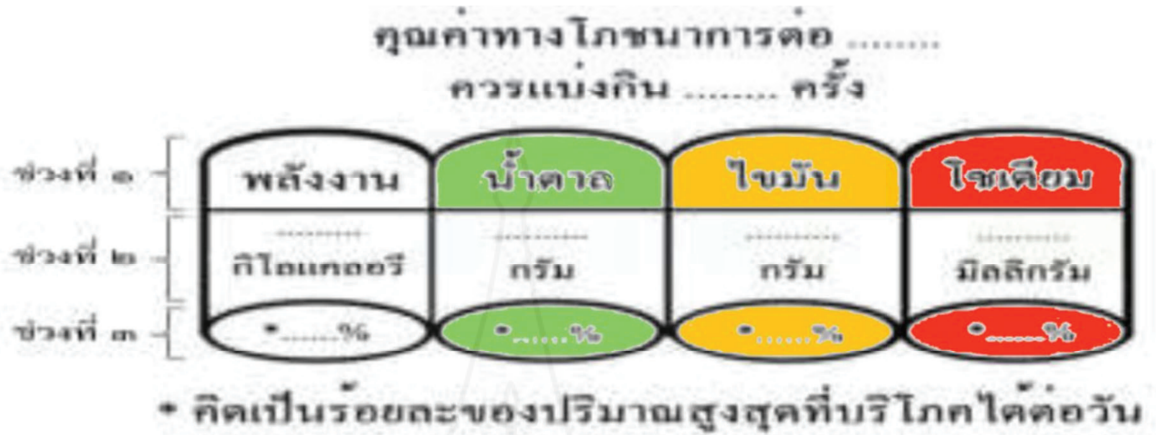 คุณค่าทางโภชนาการต่อ ........
ควรแบ่งกิน ........ ครั้ง
ช่วงที่ ๑
พลังงาน น้ำตาล ไขมัน โซเดียม
ช่วงที่ ๒
......... ......... ......... .........
กิโลแคลอรี กรัม กรัม มิลลิกรัม
ช่วงที่ ๓
*......% *......% *......% *......%
* คิดเป็นร้อยละของปริมาณสูงสุดที่บริโภคได้ต่อวัน